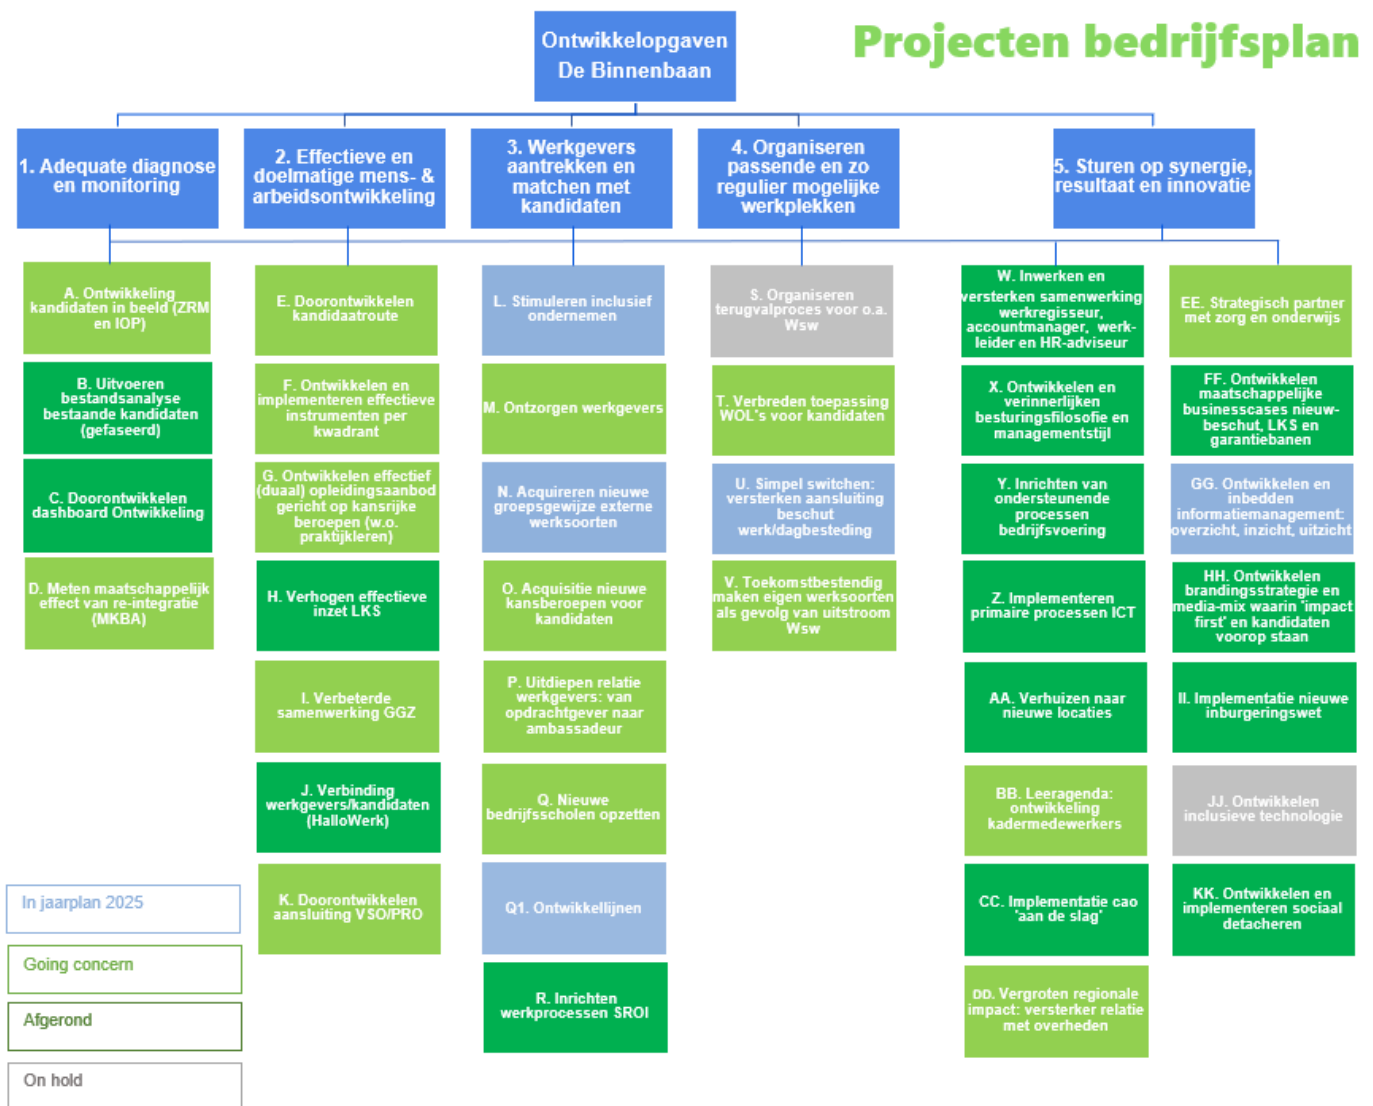 Projecten bedrijfsplan
Ontwikkelopgaven
De Binnenbaan
1. Adequate diagnose
en monitoring
2. Effectieve en
doelmatige mens- &
arbeidsontwikkeling
3. Werkgevers
aantrekken en
matchen met
kandidaten
4. Organiseren
passende en zo
regulier mogelijke
werkplekken
5. Sturen op synergie,
resultaat en innovatie
A. Ontwikkeling
kandidaten in beeld (ZRM
en IOP)
B. Uitvoeren
bestandsanalyse
bestaande kandidaten
(gefaseerd)
C. Doorontwikkelen
dashboard Ontwikkeling
D. Meten maatschappelijk
effect van re-integratie
(MKBA)
E. Doorontwikkelen
kandidaatroute
F. Ontwikkelen en
implementeren effectieve
instrumenten per
kwadrant
G. Ontwikkelen effectief
(duaal) opleidingsaanbod
gericht op kansrijke
beroepen (w.o.
praktijkleren)
H. Verhogen effectieve
inzet LKS
I. Verbeterde
samenwerking GGZ
J. Verbinding
werkgevers/kandidaten
(HalloWerk)
K. Doorontwikkelen
aansluiting VSO/PRO
L. Stimuleren inclusief
ondernemen
M. Ontzorgen werkgevers
N. Acquireren nieuwe
groepsgewijze externe
werksoorten
O. Acquisitie nieuwe
kansberoepen voor
kandidaten
P. Uitdiepen relatie
werkgevers: van
opdrachtgever naar
ambassadeur
Q. Nieuwe
bedrijfsscholen opzetten
Q1. Ontwikkellijnen
R. Inrichten
werkprocessen SROI
S. Organiseren
terugvalproces voor o.a.
Wsw
T. Verbreden toepassing
WOL's voor kandidaten
U. Simpel switchen:
versterken aansluiting
beschut
werk/dagbesteding
V. Toekomstbestendig
maken eigen werksoorten
als gevolg van uitstroom
Wsw
W. Inwerken en
versterken samenwerking
werkregisseur,
accountmanager, werk-
leider en HR-adviseur
X. Ontwikkelen en
verinnerlijken
besturingsfilosofie en
managementstijl
Y. Inrichten van
ondersteunende
processen
bedrijfsvoering
Z. Implementeren
primaire processen ICT
AA. Verhuizen naar
nieuwe locaties
BB. Leeragenda:
ontwikkeling
kadermedewerkers
CC. Implementatie cao
'aan de slag'
DD. Vergroten regionale
impact: versterker relatie
met overheden
EE. Strategisch partner
met zorg en onderwijs
FF. Ontwikkelen
maatschappelijke
businesscases nieuw-
beschut, LKS en
garantiebanen
GG. Ontwikkelen en
inbedden
informatiemanagement:
overzicht, inzicht, uitzicht
HH. Ontwikkelen
brandingsstrategie en
media-mix waarin 'impact
first' en kandidaten
voorop staan
II. Implementatie nieuwe
inburgeringswet
JJ. Ontwikkelen
inclusieve technologie
KK. Ontwikkelen en
implementeren sociaal
detacheren
In jaarplan 2025
Going concern
Afgerond
On hold